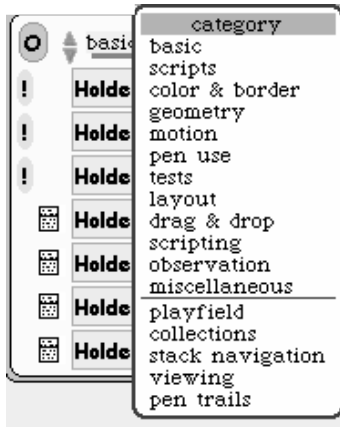 category
O basic
basic
scripts
! Holde color & border
geometry
! Holde motion
pen use
! Holde tests
layout
Holde drag & drop
scripting
Holde observation
miscellaneous
Holde playfield
collections
Holde stack navigation
viewing
pen trails